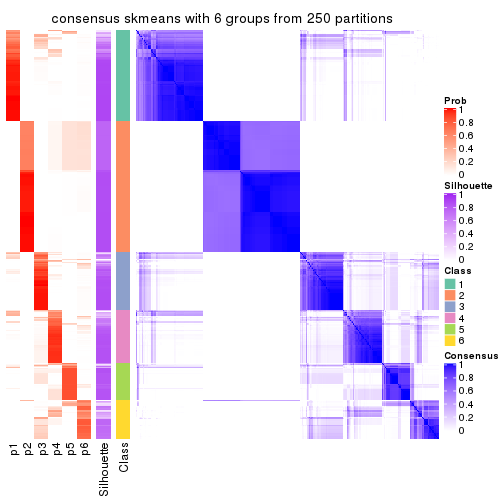 consensus skmeans with 6 groups from 250 partitions
Prob
1
0.8
0.6
0.4
0.2
0
Silhouette
1
0.8
0.6
0.4
0.2
0
Class
1
2
3
4
5
6
Consensus
1
0.8
0.6
0.4
0.2
0
p1
p2
p3
p4
p5
p6
Silhouette
Class